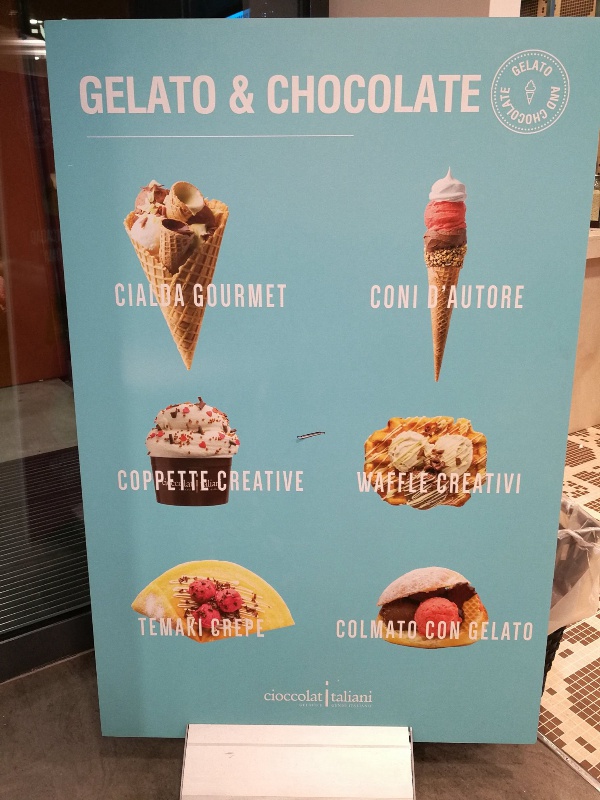 GELATO & CHOCOLATE
GELATO AND CHOCOLATE
CIALDA GOURMET
CONI D'AUTORE
COPPETTE CREATIVE
cioccolatitaliani
WAFFLE CREATIVI
TEMAKI CREPE
COLMATO CON GELATO
cioccolatitaliani